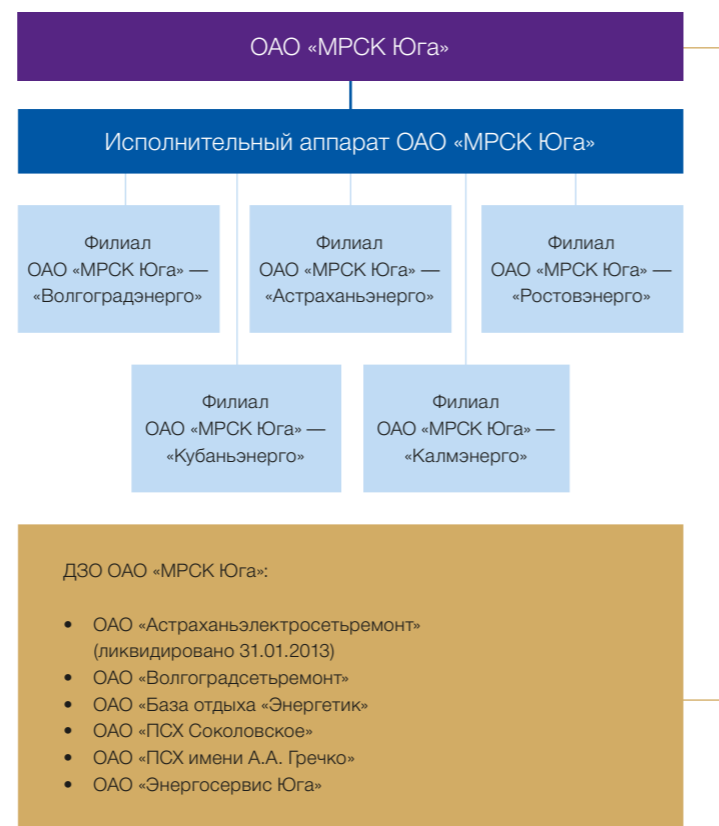 ОАО «МРСК Юга»
Исполнительный аппарат ОАО «МРСК Юга»
Филиал
ОАО «МРСК Юга» —
«Волгоградэнерго»
Филиал
ОАО «МРСК Юга» —
«Астраханьэнерго»
Филиал
ОАО «МРСК Юга» —
«Ростовэнерго»
Филиал
ОАО «МРСК Юга» —
«Кубаньэнерго»
Филиал
ОАО «МРСК Юга» —
«Калмэнерго»
ДЗО ОАО «МРСК Юга»:
• ОАО «Астраханьэлектросетьремонт»
(ликвидировано 31.01.2013)
• ОАО «Волгоградсетьремонт»
• ОАО «База отдыха «Энергетик»
• ОАО «ПСХ Соколовское»
• ОАО «ПСХ имени А.А. Гречко»
• ОАО «Энергосервис Юга»